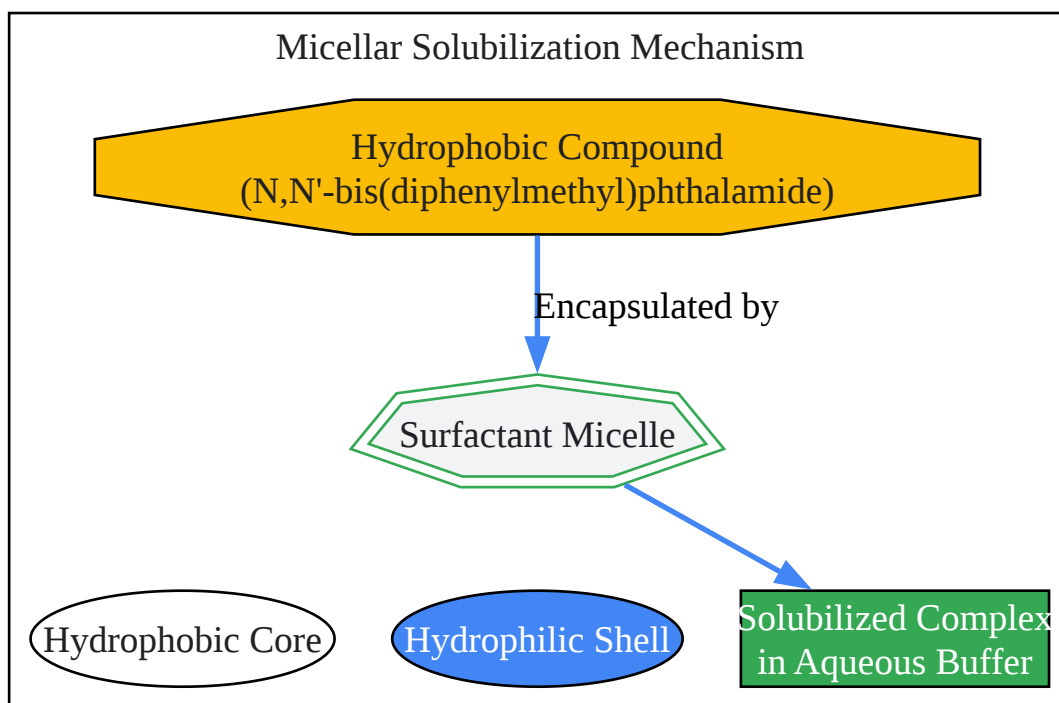 Micellar Solubilization Mechanism
Hydrophobic Compound
(N,N'-bis(diphenylmethyl)phthalamide)
Encapsulated by
Surfactant Micelle
Hydrophobic Core
Hydrophilic Shell
Solubilized Complex
in Aqueous Buffer